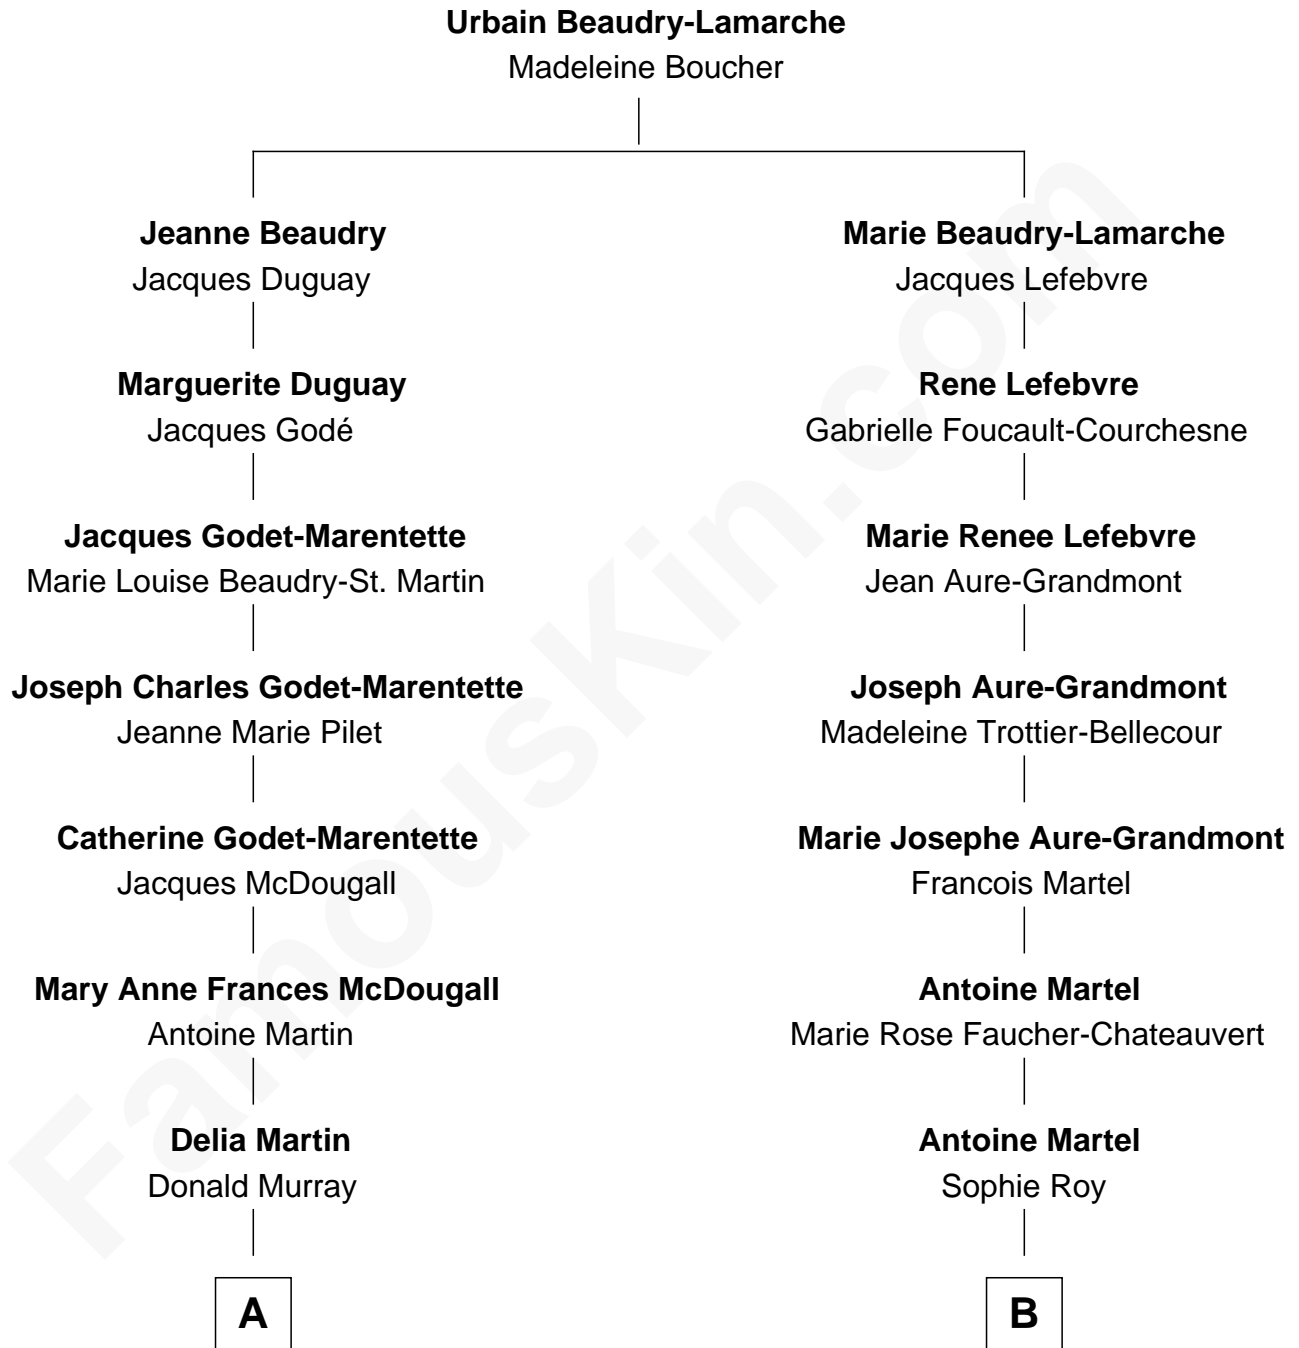 Urbain Beaudry-Lamarche
Madeleine Boucher
Jeanne Beaudry
Jacques Duguay
Marie Beaudry-Lamarche
Jacques Lefebvre
Marguerite Duguay
Jacques Godé
Rene Lefebvre
Gabrielle Foucault-Courchesne
Jacques Godet-Marentette
Marie Louise Beaudry-St. Martin
Marie Renee Lefebvre
Jean Aure-Grandmont
Joseph Charles Godet-Marentette
Jeanne Marie Pilet
Joseph Aure-Grandmont
Madeleine Trottier-Bellecour
Catherine Godet-Marentette
Jacques McDougall
Marie Josephe Aure-Grandmont
Francois Martel
Mary Anne Frances McDougall
Antoine Martin
Antoine Martel
Marie Rose Faucher-Chateauvert
Delia Martin
Donald Murray
Antoine Martel
Sophie Roy
A
B
FamousKin.com